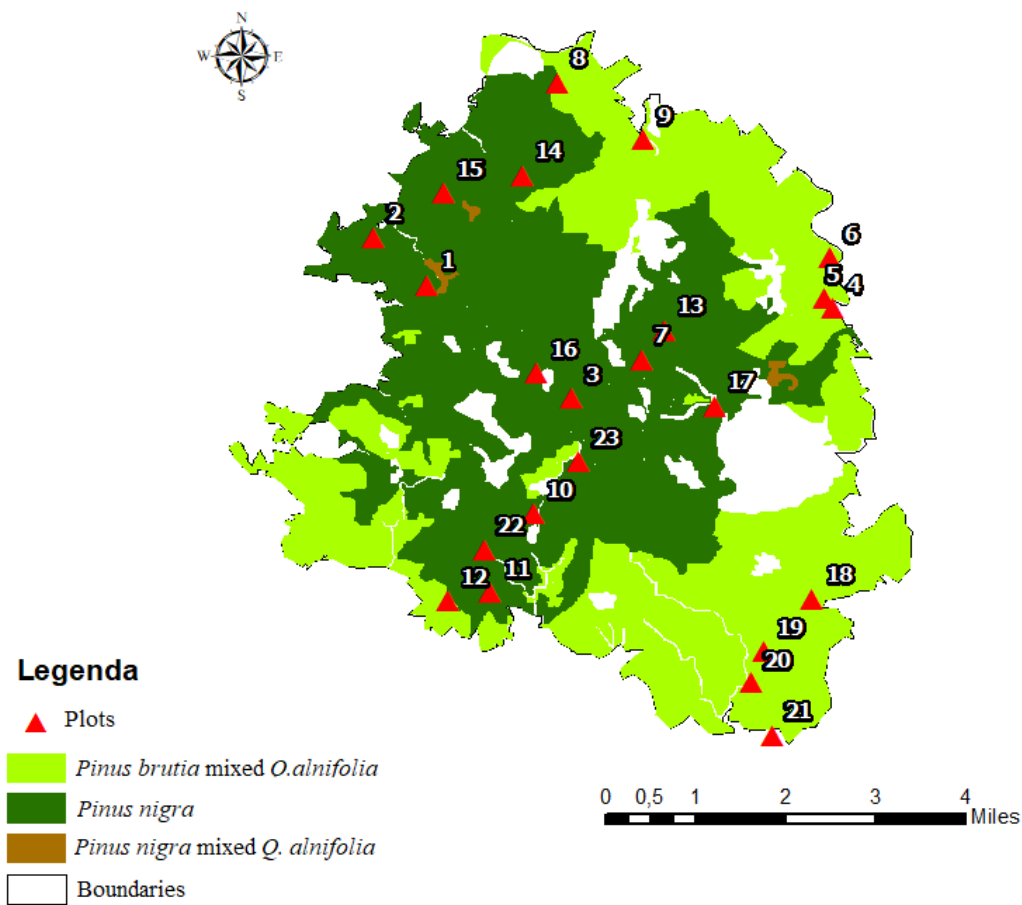 N
W E
S
8
9
14
15
2
6
1
5
4
13
7
16
3
17
23
10
22
11
12
18
19
20
21
Legenda
Plots
Pinus brutia mixed O.alnifolia
Pinus nigra
Pinus nigra mixed Q. alnifolia
Boundaries
0 0,5 1 2 3 4
Miles